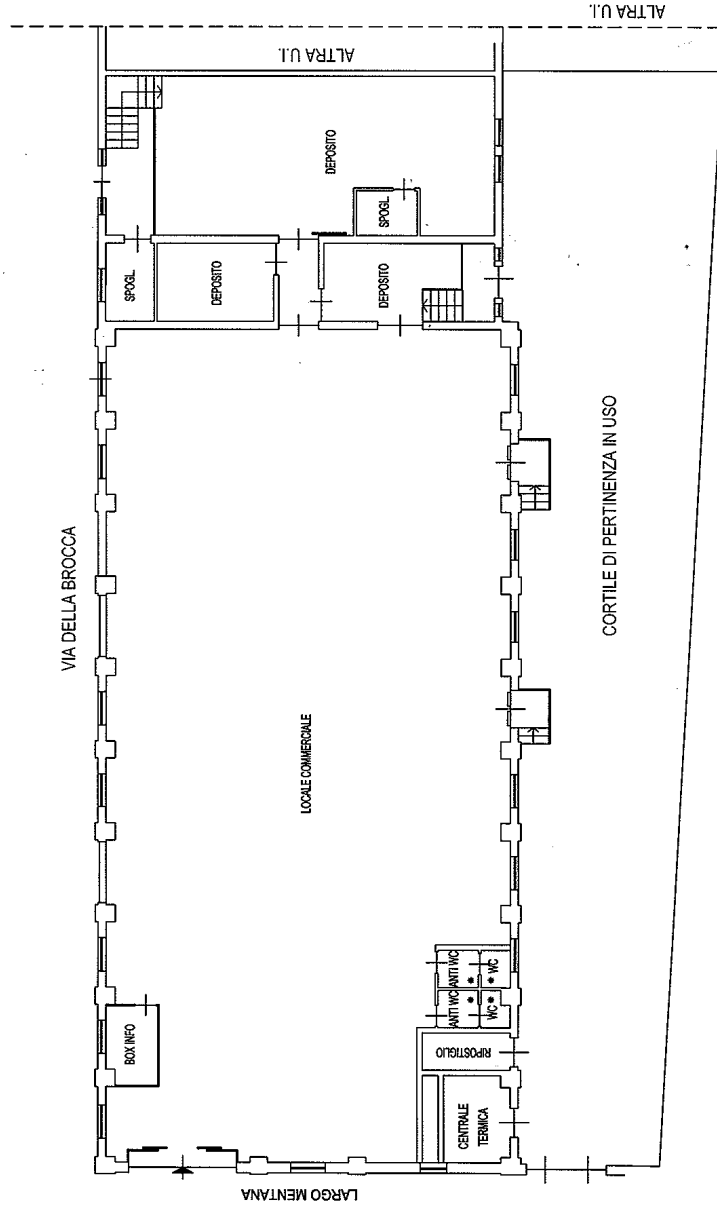 ALTRA U.I.
ALTRA U.I.
DEPOSITO
SPOGL.
SPOGL.
DEPOSITO
DEPOSITO
VIA DELLA BROCCA
CORTILE DI PERTINENZA IN USO
LOCALE COMMERCIALE
BOX INFO
ANTI WC
ANTI WC
WC
WC
RIPOSTIGLIO
CENTRALE
TERMICA
LARGO MENTANA